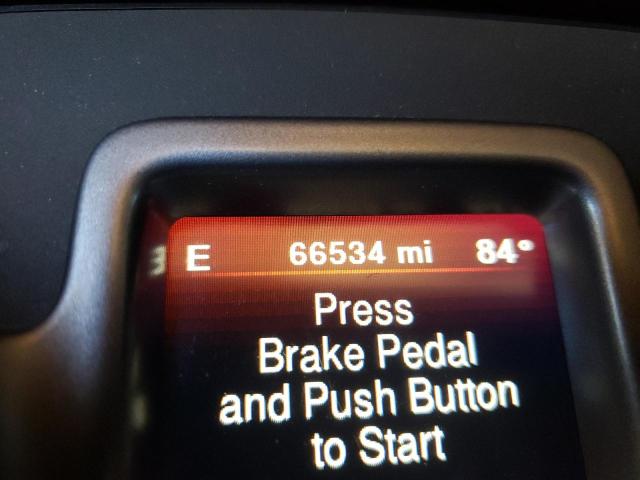 E 66534 mi 84°
Press
Brake Pedal
and Push Button
to Start